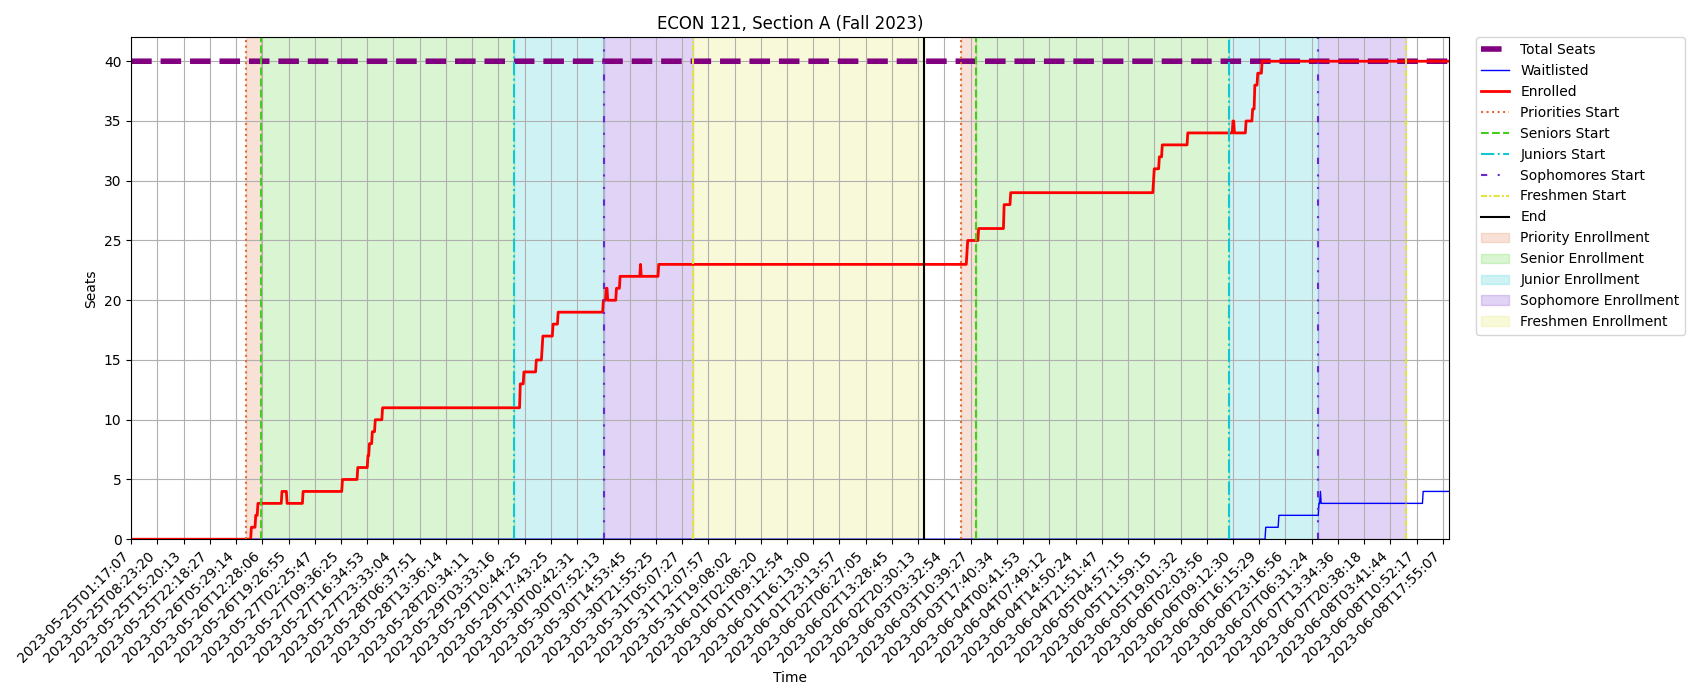 ECON 121, Section A (Fall 2023)
Seats
40
35
30
25
20
15
10
5
0
2023-05-25T01:17:07
2023-05-25T08:23:20
2023-05-25T15:20:13
2023-05-25T22:18:27
2023-05-26T05:29:14
2023-05-26T12:28:06
2023-05-26T19:26:55
2023-05-27T02:25:47
2023-05-27T09:36:25
2023-05-27T16:34:53
2023-05-27T23:33:04
2023-05-28T06:37:51
2023-05-28T13:36:14
2023-05-28T20:34:11
2023-05-29T03:33:16
2023-05-29T10:44:25
2023-05-29T17:43:25
2023-05-30T00:42:31
2023-05-30T07:52:13
2023-05-30T14:53:45
2023-05-30T21:55:25
2023-05-31T05:07:27
2023-05-31T12:07:57
2023-05-31T19:08:02
2023-06-01T02:08:20
2023-06-01T09:12:54
2023-06-01T16:13:00
2023-06-01T23:13:57
2023-06-02T06:27:05
2023-06-02T13:28:45
2023-06-02T20:30:13
2023-06-03T03:32:54
2023-06-03T10:39:27
2023-06-03T17:40:34
2023-06-04T00:41:53
2023-06-04T07:49:12
2023-06-04T14:50:24
2023-06-04T21:51:47
2023-06-05T04:57:15
2023-06-05T11:59:15
2023-06-05T19:01:32
2023-06-06T02:03:56
2023-06-06T09:12:30
2023-06-06T16:15:29
2023-06-06T23:16:56
2023-06-07T06:31:24
2023-06-07T13:34:36
2023-06-07T20:38:18
2023-06-08T03:41:44
2023-06-08T10:52:17
2023-06-08T17:55:07
Time
Total Seats
Waitlisted
Enrolled
Priorities Start
Seniors Start
Juniors Start
Sophomores Start
Freshmen Start
End
Priority Enrollment
Senior Enrollment
Junior Enrollment
Sophomore Enrollment
Freshmen Enrollment